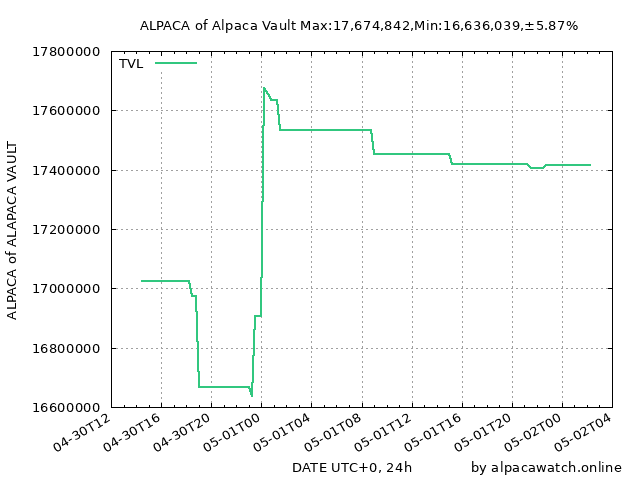 ALPACA of Alpaca Vault Max:17,674,842,Min:16,636,039,±5.87%
TVL
ALPACA of ALAPACA VAULT
17800000
17600000
17400000
17200000
17000000
16800000
16600000
04-30T12
04-30T16
04-30T20
05-01T00
05-01T04
05-01T08
05-01T12
05-01T16
05-01T20
05-02T00
05-02T04
DATE UTC+0, 24h
by alpacawatch.online